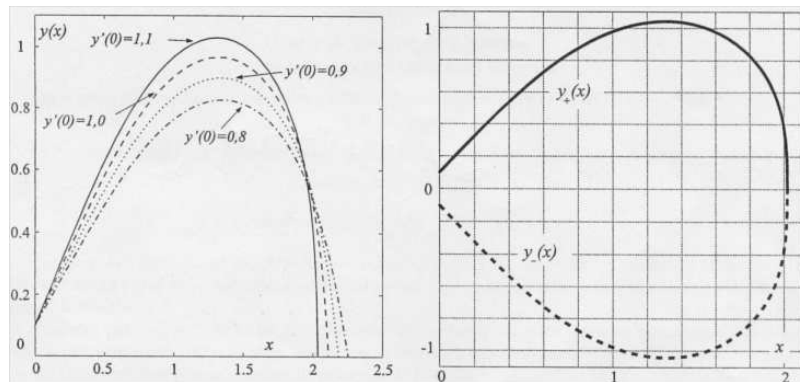 y(x)
y'(0)=1,1
1
y'(0)=0,9
0.8
y'(0)=1,0
y'(0)=0,8
0.6
0.4
0.2
0
x
0 0.5 1 1.5 2 2.5
1
y₊(x)
0
y₋(x)
x
-1
0 1 2